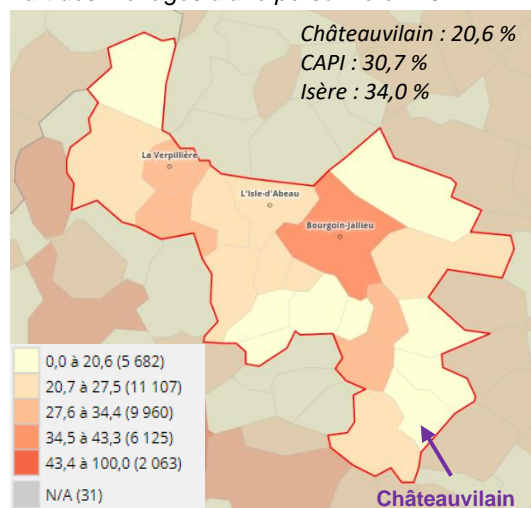 Châteauvilain : 20,6 %
CAPI : 30,7 %
Isère : 34,0 %
La Verpillière
L'Isle-d'Abeau
Bourgoin-Jallieu
0,0 à 20,6 (5 682)
20,7 à 27,5 (11 107)
27,6 à 34,4 (9 960)
34,5 à 43,3 (6 125)
43,4 à 100,0 (2 063)
N/A (31)
Châteauvilain